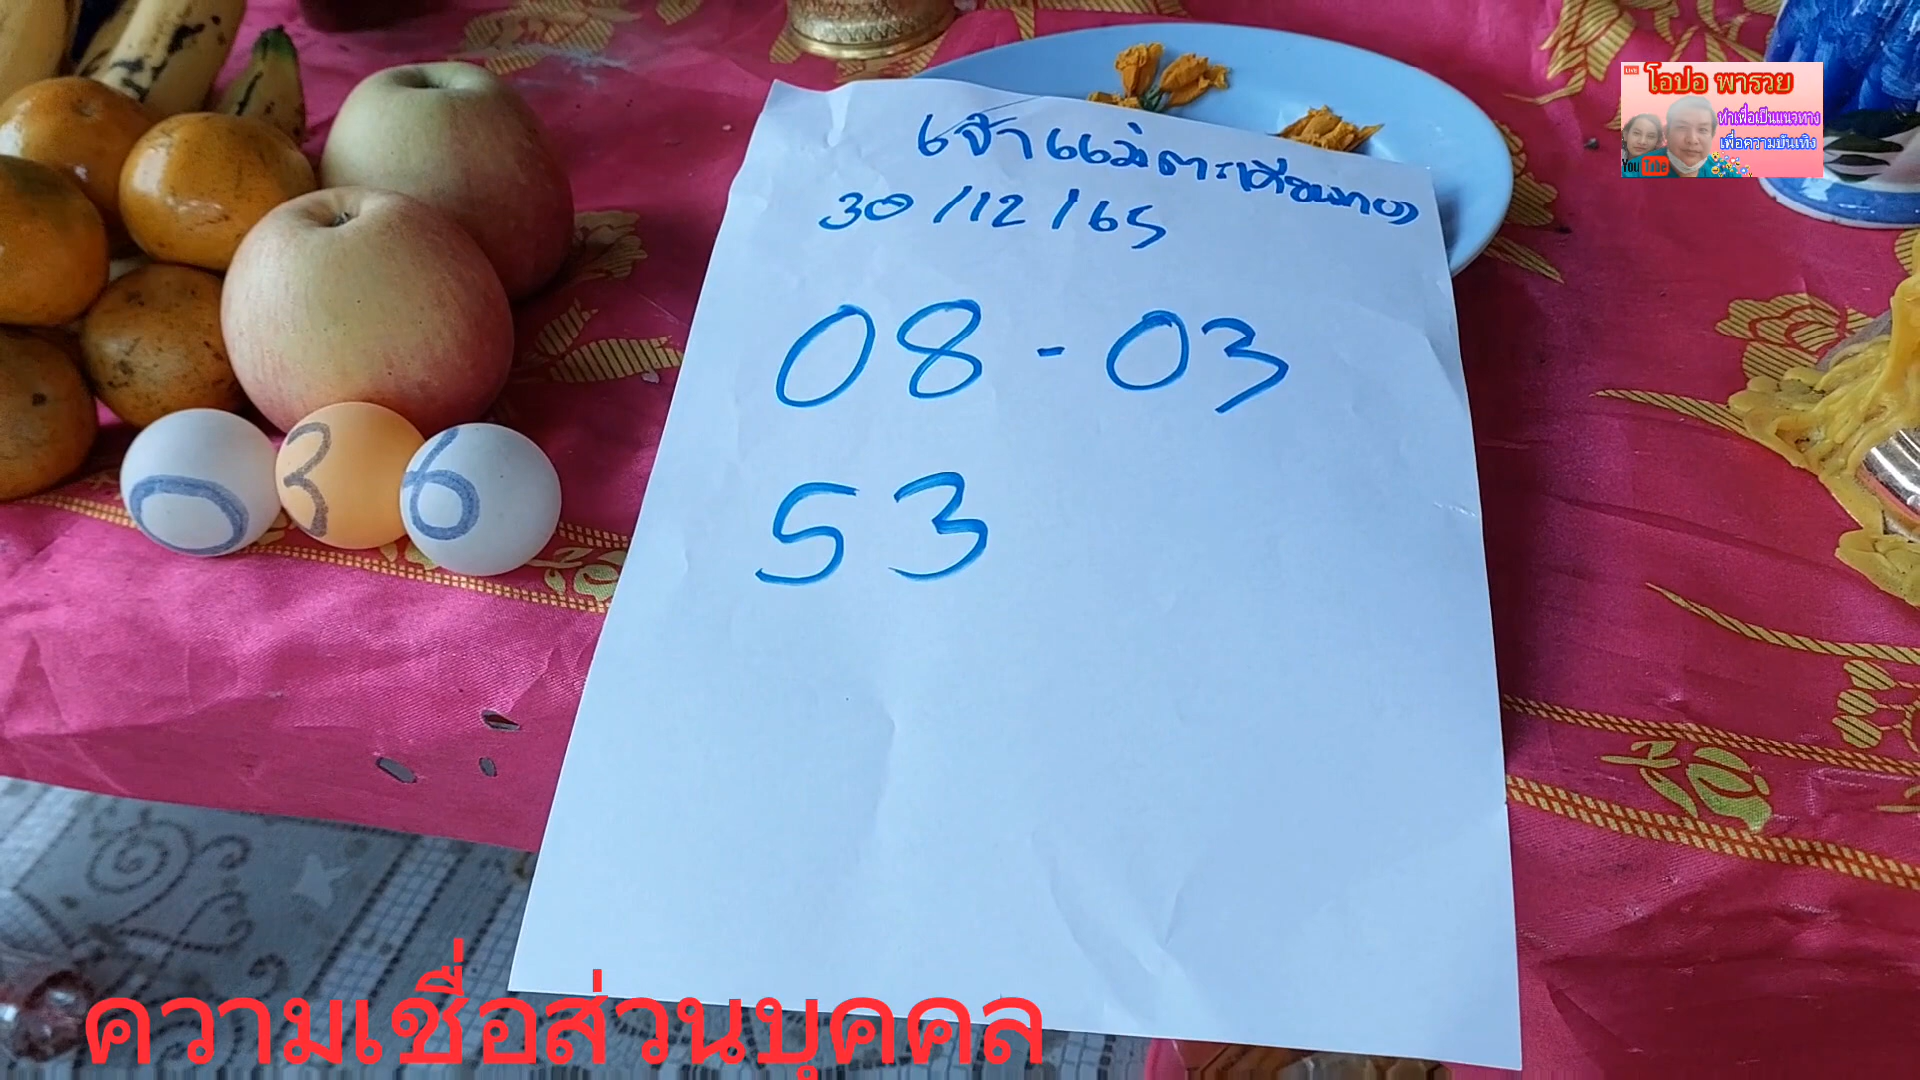 เจ้าแม่ตะเคียนทอง
30/12/65
08-03
53
0 3 6
LIVE
โอปอ พารวย
ทำเพื่อเป็นแนวทาง
เพื่อความบันเทิง
YouTube
ความเชื่อส่วนบุคคล